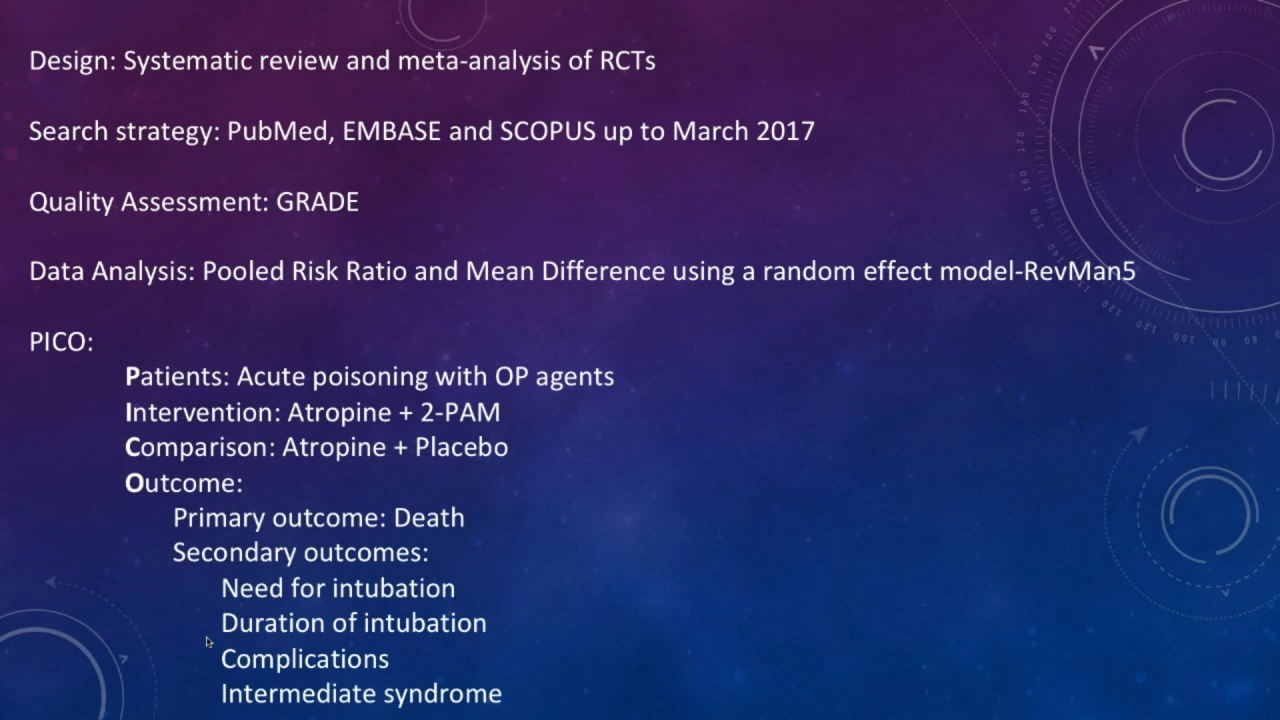 Design: Systematic review and meta-analysis of RCTs
Search strategy: PubMed, EMBASE and SCOPUS up to March 2017
Quality Assessment: GRADE
Data Analysis: Pooled Risk Ratio and Mean Difference using a random effect model-RevMan5
PICO:
Patients: Acute poisoning with OP agents
Intervention: Atropine + 2-PAM
Comparison: Atropine + Placebo
Outcome:
Primary outcome: Death
Secondary outcomes:
Need for intubation
Duration of intubation
Complications
Intermediate syndrome